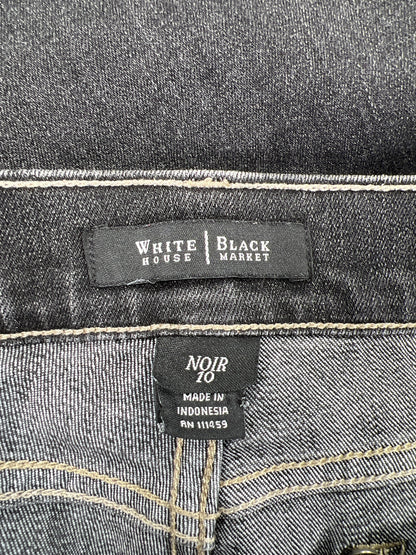 WHITE | BLACK
HOUSE | MARKET
NOIR
10
MADE IN
INDONESIA
RN 111459